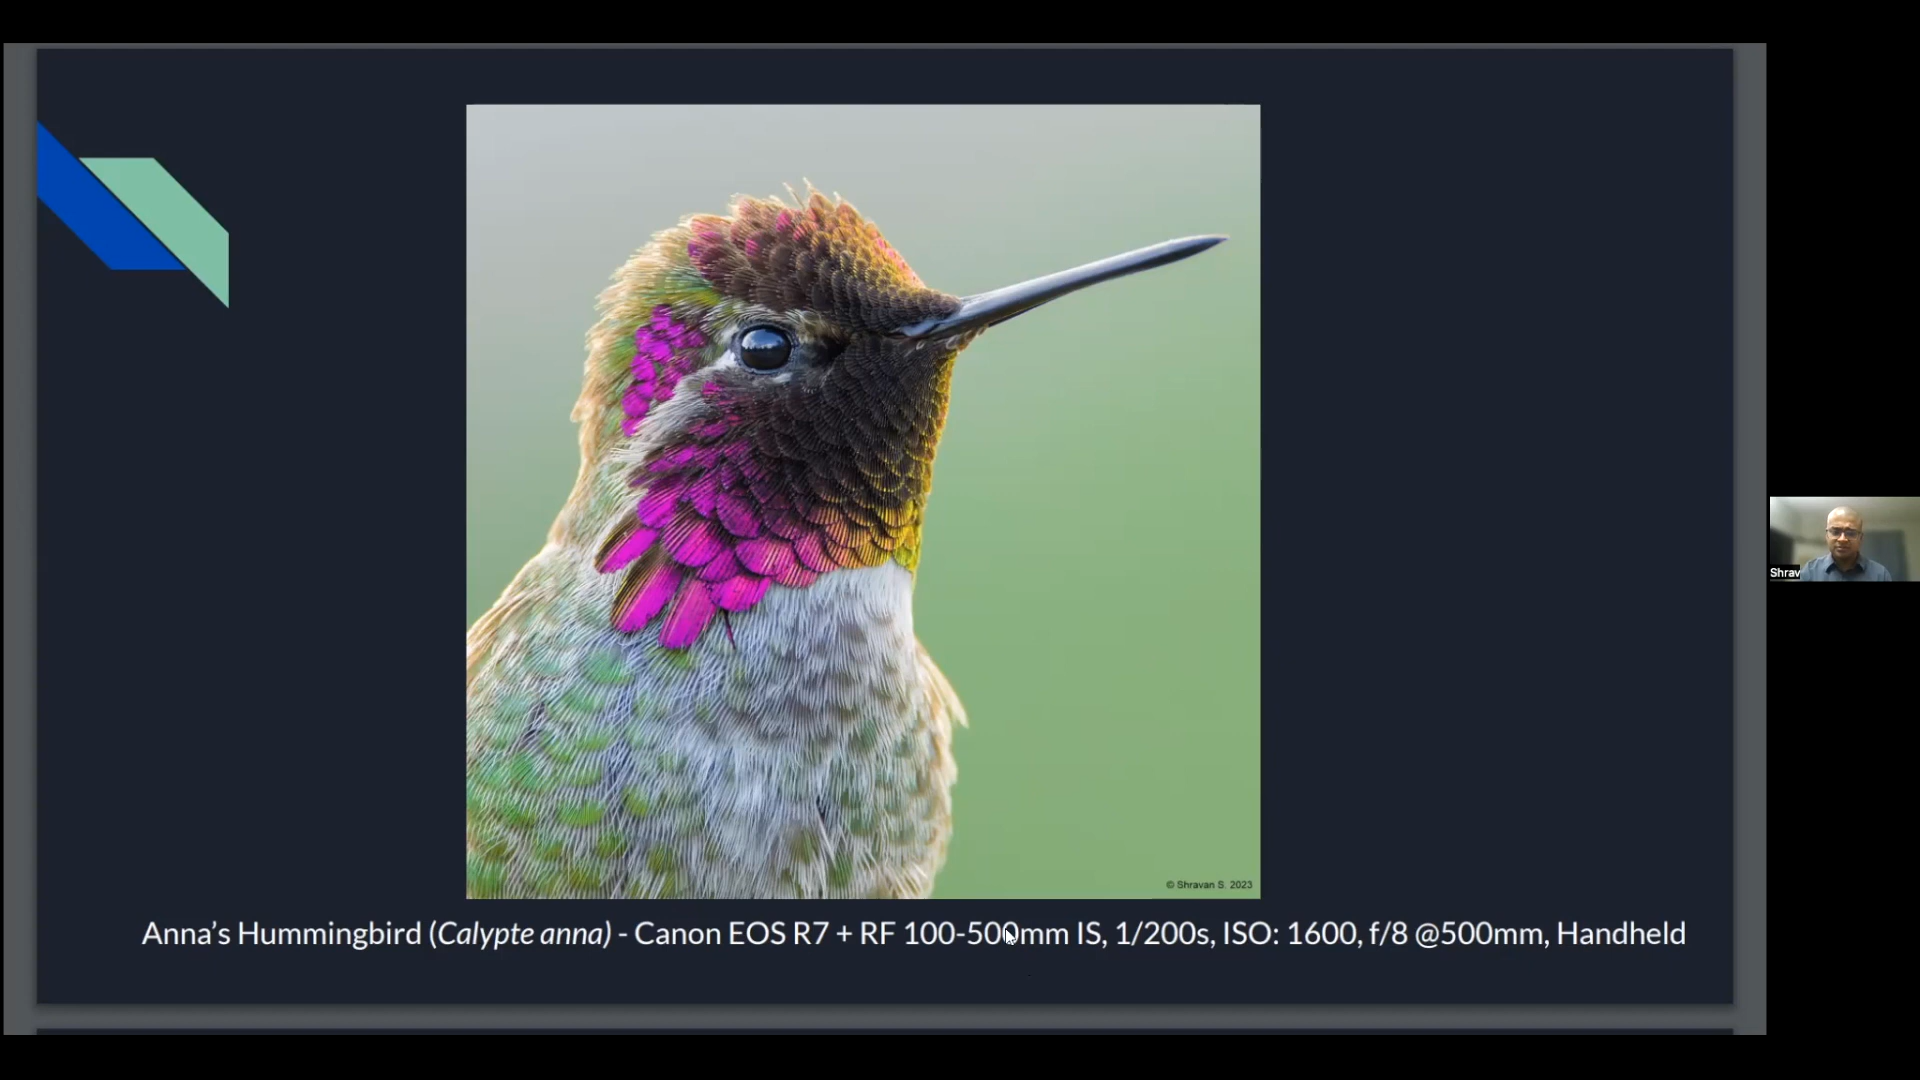 © Shravan S. 2023
Anna's Hummingbird (Calypte anna) - Canon EOS R7 + RF 100-500mm IS, 1/200s, ISO: 1600, f/8 @500mm, Handheld
Shrav